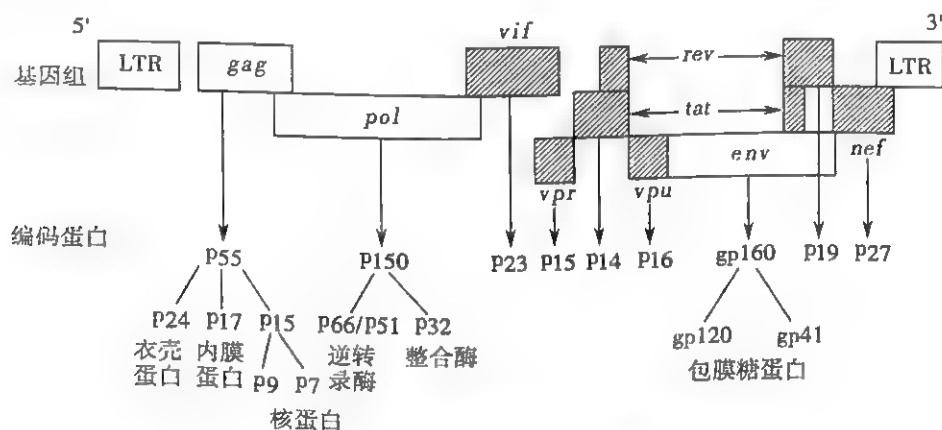 5' 3'
vif
基因组 LTR gag rev LTR
pol tat
env nef
vpr vpu
编码蛋白
p55 p150 p23 p15 p14 p16 gp160 p19 p27
p24 p17 p15 p66/p51 p32 gp120 gp41
衣壳蛋白 内膜蛋白 逆转录酶 整合酶 包膜糖蛋白
p9 p7
核蛋白